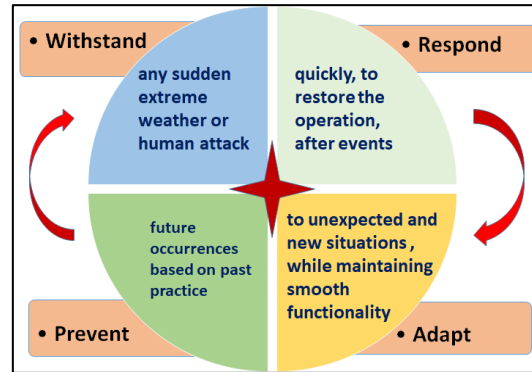 • Withstand
any sudden
extreme
weather or
human attack
• Respond
quickly, to
restore the
operation,
after events
• Prevent
future
occurrences
based on past
practice
• Adapt
to unexpected and
new situations ,
while maintaining
smooth
functionality